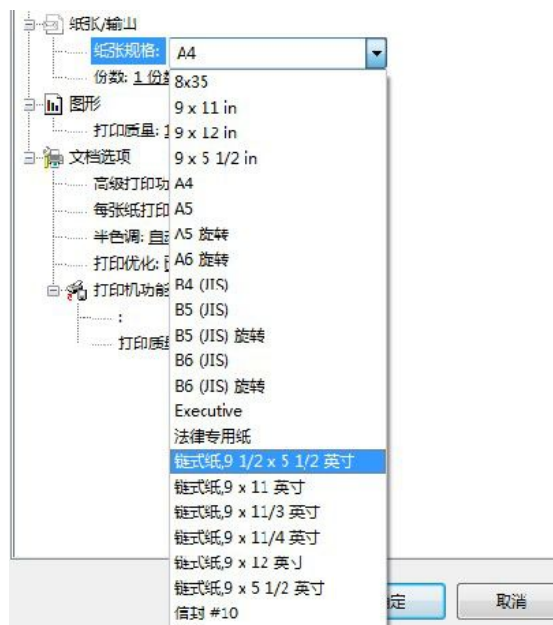 纸张/输出
纸张规格: A4
份数: 1 份
8x35
图形
9 x 11 in
打印质量:
9 x 12 in
文档选项
9 x 5 1/2 in
高级打印功
A4
每张纸打印
A5
半色调: 自
A5 旋转
打印优化:
A6 旋转
打印机功能
B4 (JIS)
:
B5 (JIS)
打印质
B5 (JIS) 旋转
B6 (JIS)
B6 (JIS) 旋转
Executive
法律专用纸
链式纸,9 1/2 x 5 1/2 英寸
链式纸,9 x 11 英寸
链式纸,9 x 11/3 英寸
链式纸,9 x 11/4 英寸
链式纸,9 x 12 英寸
链式纸,9 x 5 1/2 英寸
信封 #10
定
取消